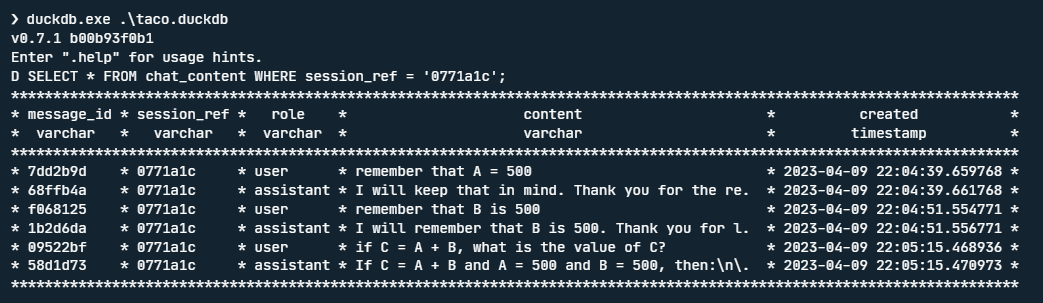 ❯ duckdb.exe .\taco.duckdb
v0.7.1 b00b93f0b1
Enter ".help" for usage hints.
D SELECT * FROM chat_content WHERE session_ref = '0771a1c';
************************************************************************************************************************
* message_id * session_ref *   role    *                     content                       *          created           *
*  varchar   *   varchar   *  varchar  *                     varchar                       *         timestamp          *
************************************************************************************************************************
* 7dd2b9d    * 0771a1c     * user      * remember that A = 500                             * 2023-04-09 22:04:39.659768 *
* 68ffb4a    * 0771a1c     * assistant * I will keep that in mind. Thank you for the re.  * 2023-04-09 22:04:39.661768 *
* f068125    * 0771a1c     * user      * remember that B is 500                            * 2023-04-09 22:04:51.554771 *
* 1b2d6da    * 0771a1c     * assistant * I will remember that B is 500. Thank you for l.  * 2023-04-09 22:04:51.556771 *
* 09522bf    * 0771a1c     * user      * if C = A + B, what is the value of C?             * 2023-04-09 22:05:15.468936 *
* 58d1d73    * 0771a1c     * assistant * If C = A + B and A = 500 and B = 500, then:\n\.  * 2023-04-09 22:05:15.470973 *
************************************************************************************************************************